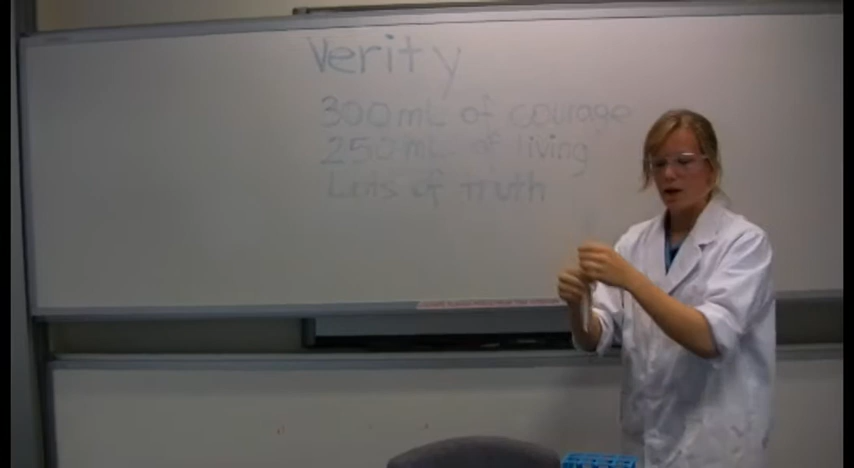 Verity
300 mL of courage
250 mL of living
Lots of truth